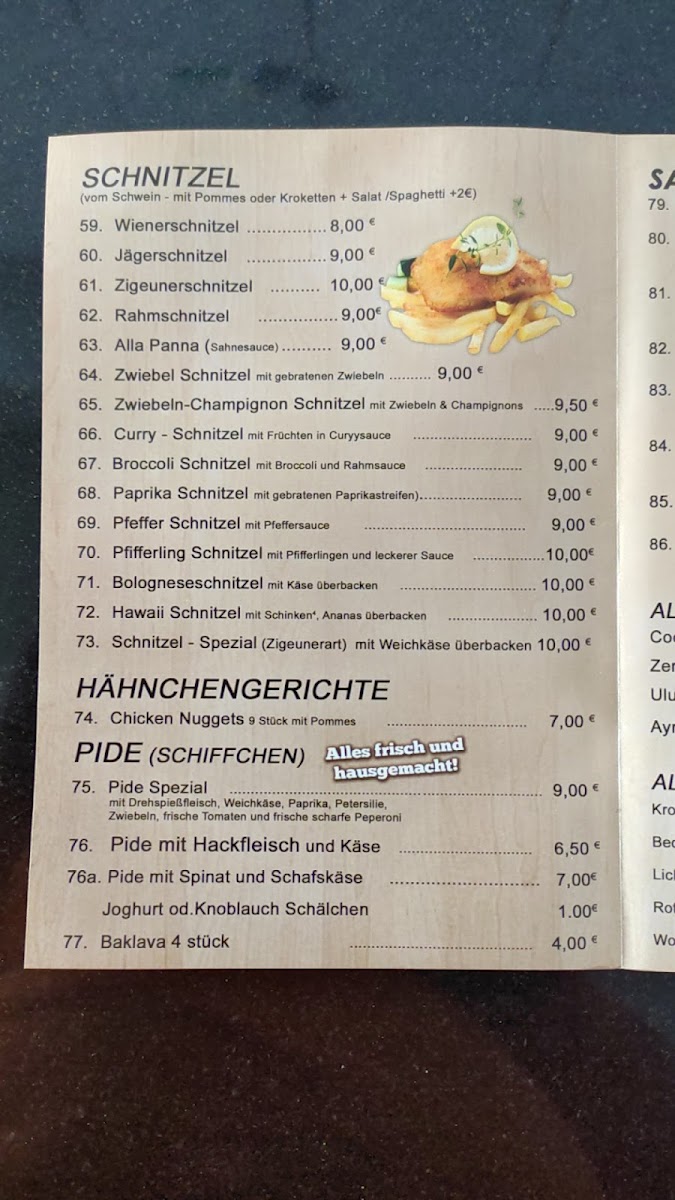 SCHNITZEL
(vom Schwein - mit Pommes oder Kroketten + Salat /Spaghetti +2€)
59. Wienerschnitzel ................ 8,00 €
60. Jägerschnitzel ................ 9,00 €
61. Zigeunerschnitzel .......... 10,00 €
62. Rahmschnitzel ................ 9,00€
63. Alla Panna (Sahnesauce) .......... 9,00 €
64. Zwiebel Schnitzel mit gebratenen Zwiebeln ......... 9,00 €
65. Zwiebeln-Champignon Schnitzel mit Zwiebeln & Champignons .....9,50 €
66. Curry - Schnitzel mit Früchten in Curyysauce .......................... 9,00 €
67. Broccoli Schnitzel mit Broccoli und Rahmsauce ..................... 9,00 €
68. Paprika Schnitzel mit gebratenen Paprikastreifen)...................... 9,00 €
69. Pfeffer Schnitzel mit Pfeffersauce ................................... 9,00 €
70. Pfifferling Schnitzel mit Pfifferlingen und leckerer Sauce ................10,00€
71. Bologneseschnitzel mit Käse überbacken .............................. 10,00 €
72. Hawaii Schnitzel mit Schinken⁴, Ananas überbacken .................... 10,00 €
73. Schnitzel - Spezial (Zigeunerart) mit Weichkäse überbacken 10,00 €
HÄHNCHENGERICHTE
74. Chicken Nuggets 9 Stück mit Pommes .............................. 7,00 €
PIDE (SCHIFFCHEN)
Alles frisch und
hausgemacht!
75. Pide Spezial .................................................................. 9,00 €
mit Drehspießfleisch, Weichkäse, Paprika, Petersilie,
Zwiebeln, frische Tomaten und frische scharfe Peperoni
76. Pide mit Hackfleisch und Käse ............................ 6,50 €
76a. Pide mit Spinat und Schafskäse .............................. 7,00€
Joghurt od.Knoblauch Schälchen 1.00€
77. Baklava 4 stück ....................................... 4,00 €
79.
80.
81.
82.
83.
84.
85.
86.